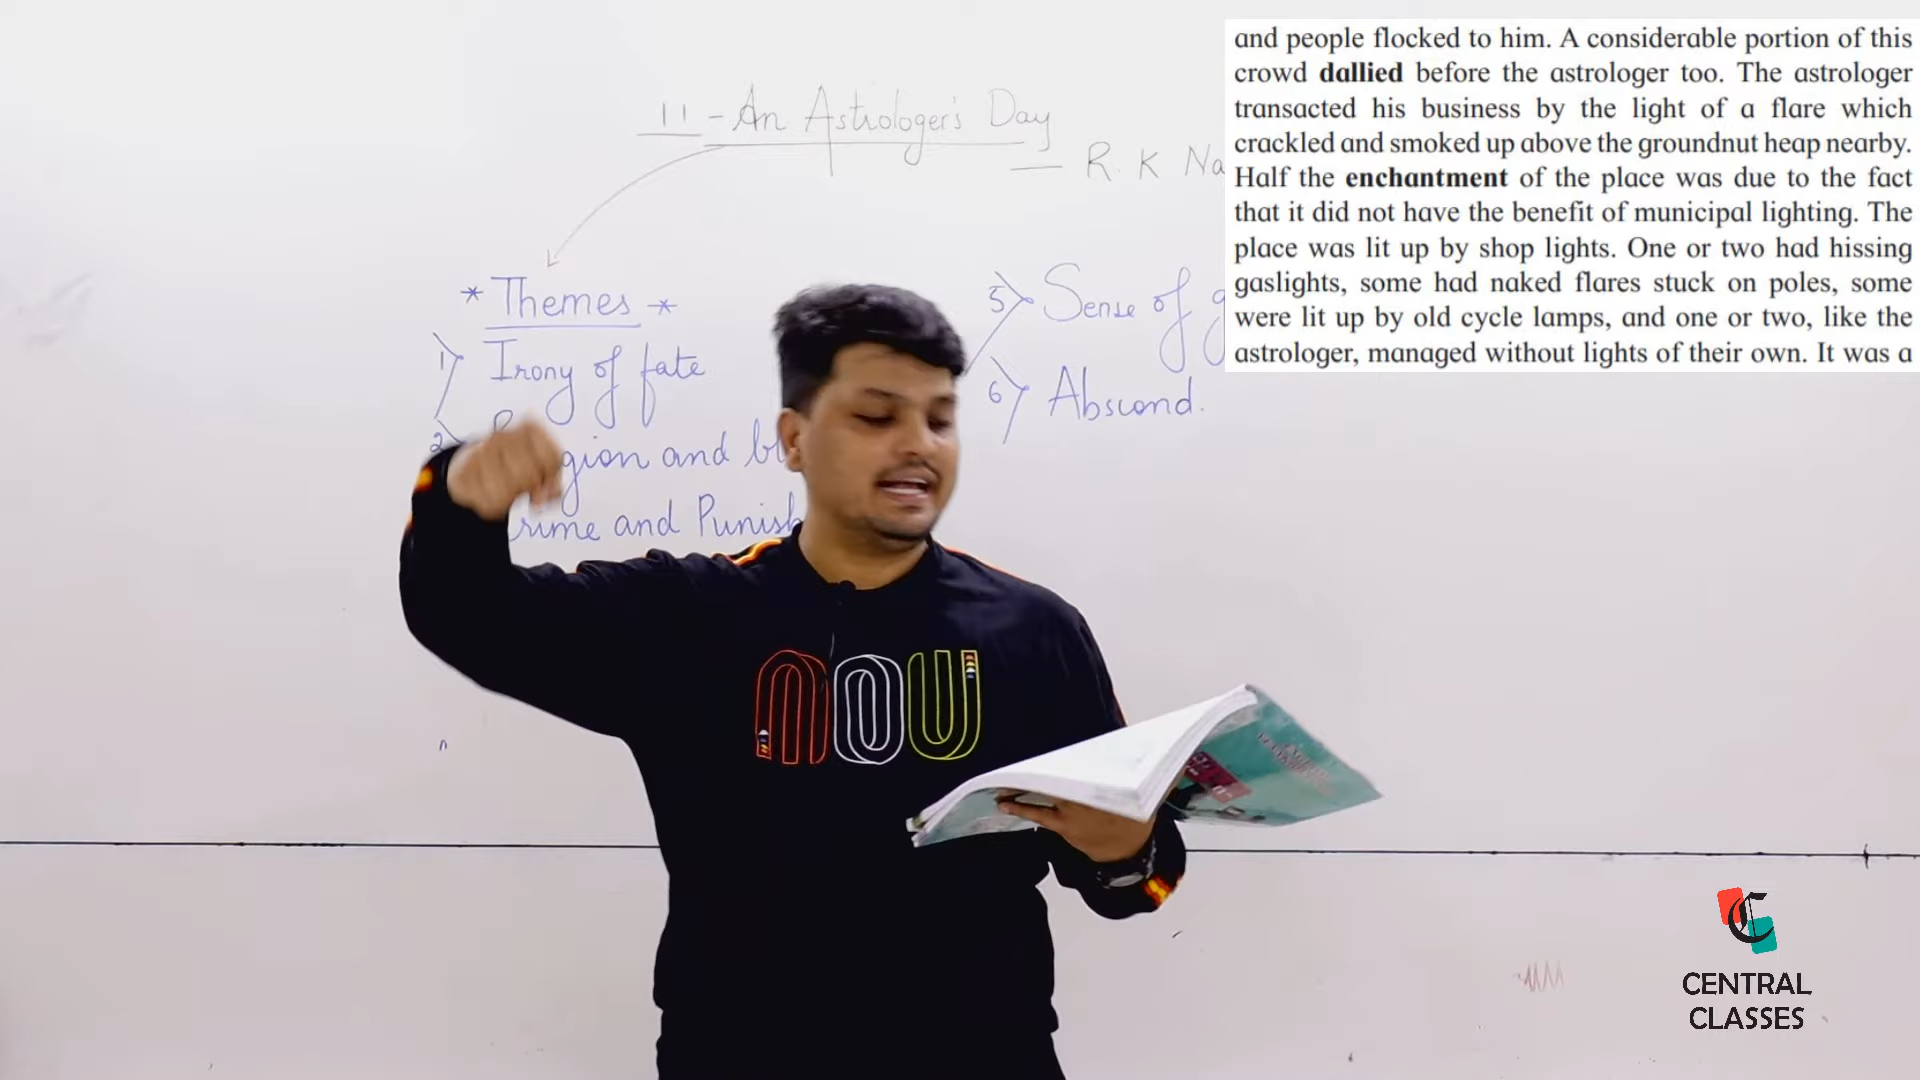 11 - An Astrologer's Day
— R. K
* Themes *
1) Irony of fate
and
and
5) Sense of
6) Abscond.
and people flocked to him. A considerable portion of this
crowd dallied before the astrologer too. The astrologer
transacted his business by the light of a flare which
crackled and smoked up above the groundnut heap nearby.
Half the enchantment of the place was due to the fact
that it did not have the benefit of municipal lighting. The
place was lit up by shop lights. One or two had hissing
gaslights, some had naked flares stuck on poles, some
were lit up by old cycle lamps, and one or two, like the
astrologer, managed without lights of their own. It was a
nou
CENTRAL
CLASSES